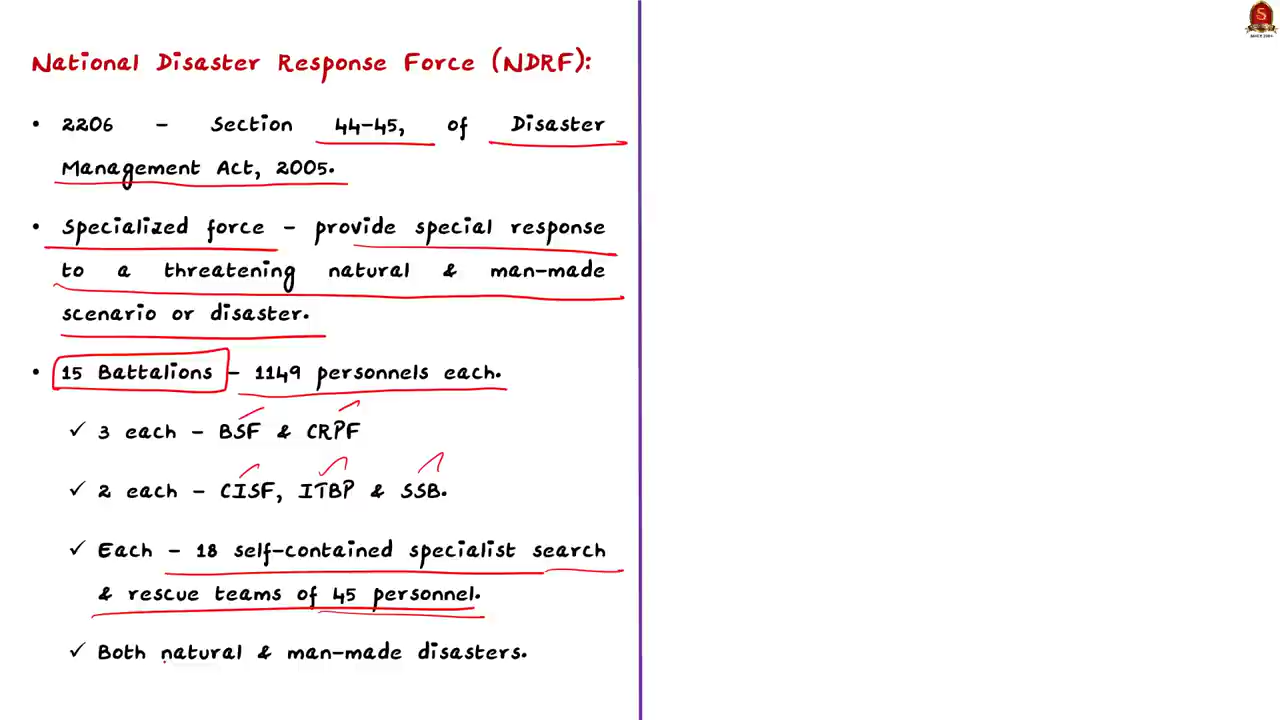 National Disaster Response Force (NDRF):
• 2206 – Section 44-45, of Disaster
Management Act, 2005.
• Specialized force – provide special response
to a threatening natural & man-made
scenario or disaster.
• 15 Battalions – 1149 personnels each.
✓ 3 each – BSF & CRPF
✓ 2 each – CISF, ITBP & SSB.
✓ Each – 18 self-contained specialist search
& rescue teams of 45 personnel.
✓ Both natural & man-made disasters.
S
SINCE 2004